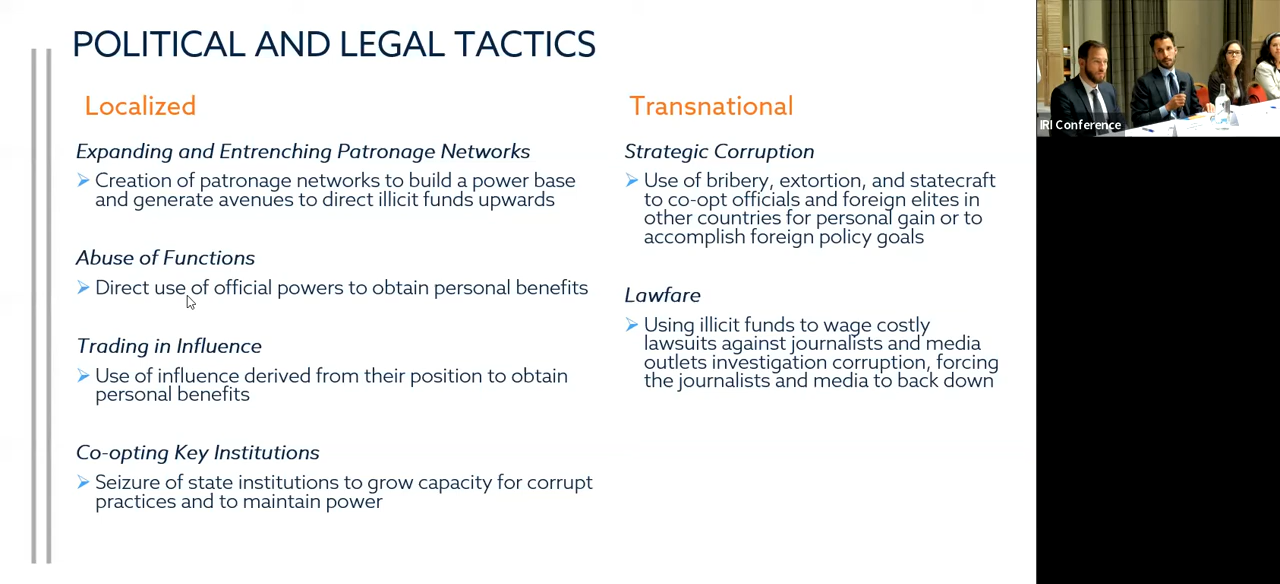 POLITICAL AND LEGAL TACTICS
Localized
Expanding and Entrenching Patronage Networks
Creation of patronage networks to build a power base
and generate avenues to direct illicit funds upwards
Abuse of Functions
Direct use of official powers to obtain personal benefits
Trading in Influence
Use of influence derived from their position to obtain
personal benefits
Co-opting Key Institutions
Seizure of state institutions to grow capacity for corrupt
practices and to maintain power
Transnational
Strategic Corruption
Use of bribery, extortion, and statecraft
to co-opt officials and foreign elites in
other countries for personal gain or to
accomplish foreign policy goals
Lawfare
Using illicit funds to wage costly
lawsuits against journalists and media
outlets investigation corruption, forcing
the journalists and media to back down
IRI Conference